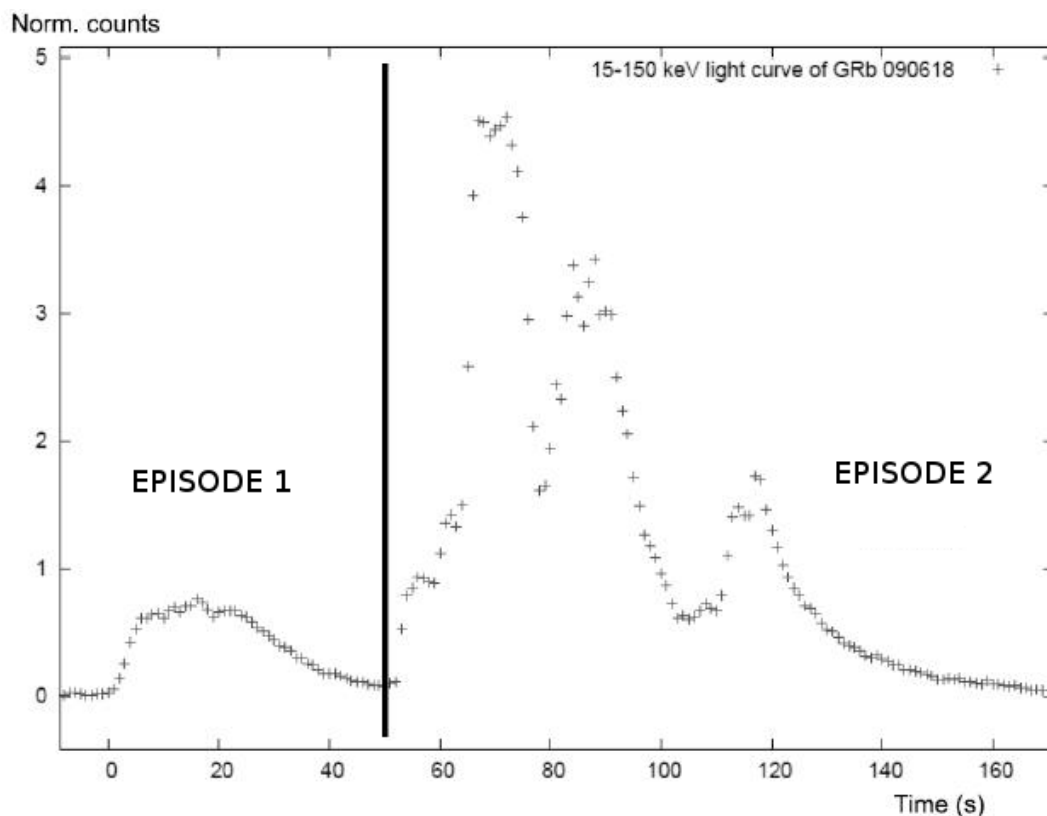 Norm. counts
5
15-150 keV light curve of GRb 090618
4
3
2
EPISODE 1
EPISODE 2
1
0
0 20 40 60 80 100 120 140 160
Time (s)